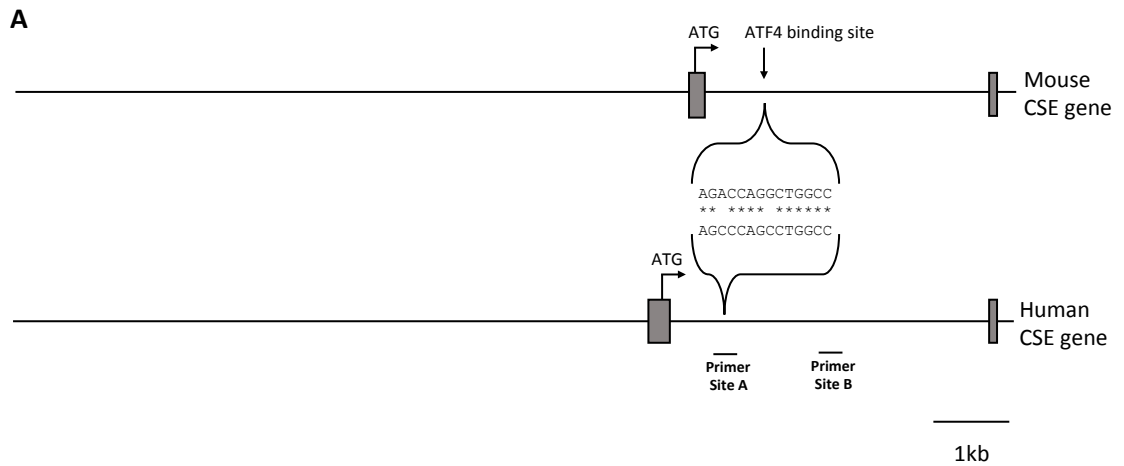 A
ATG
ATF4 binding site
Mouse
CSE gene
AGACCAGGCTGGCC
** **** ******
AGCCCAGCCTGGCC
ATG
Human
CSE gene
Primer
Site A
Primer
Site B
1kb